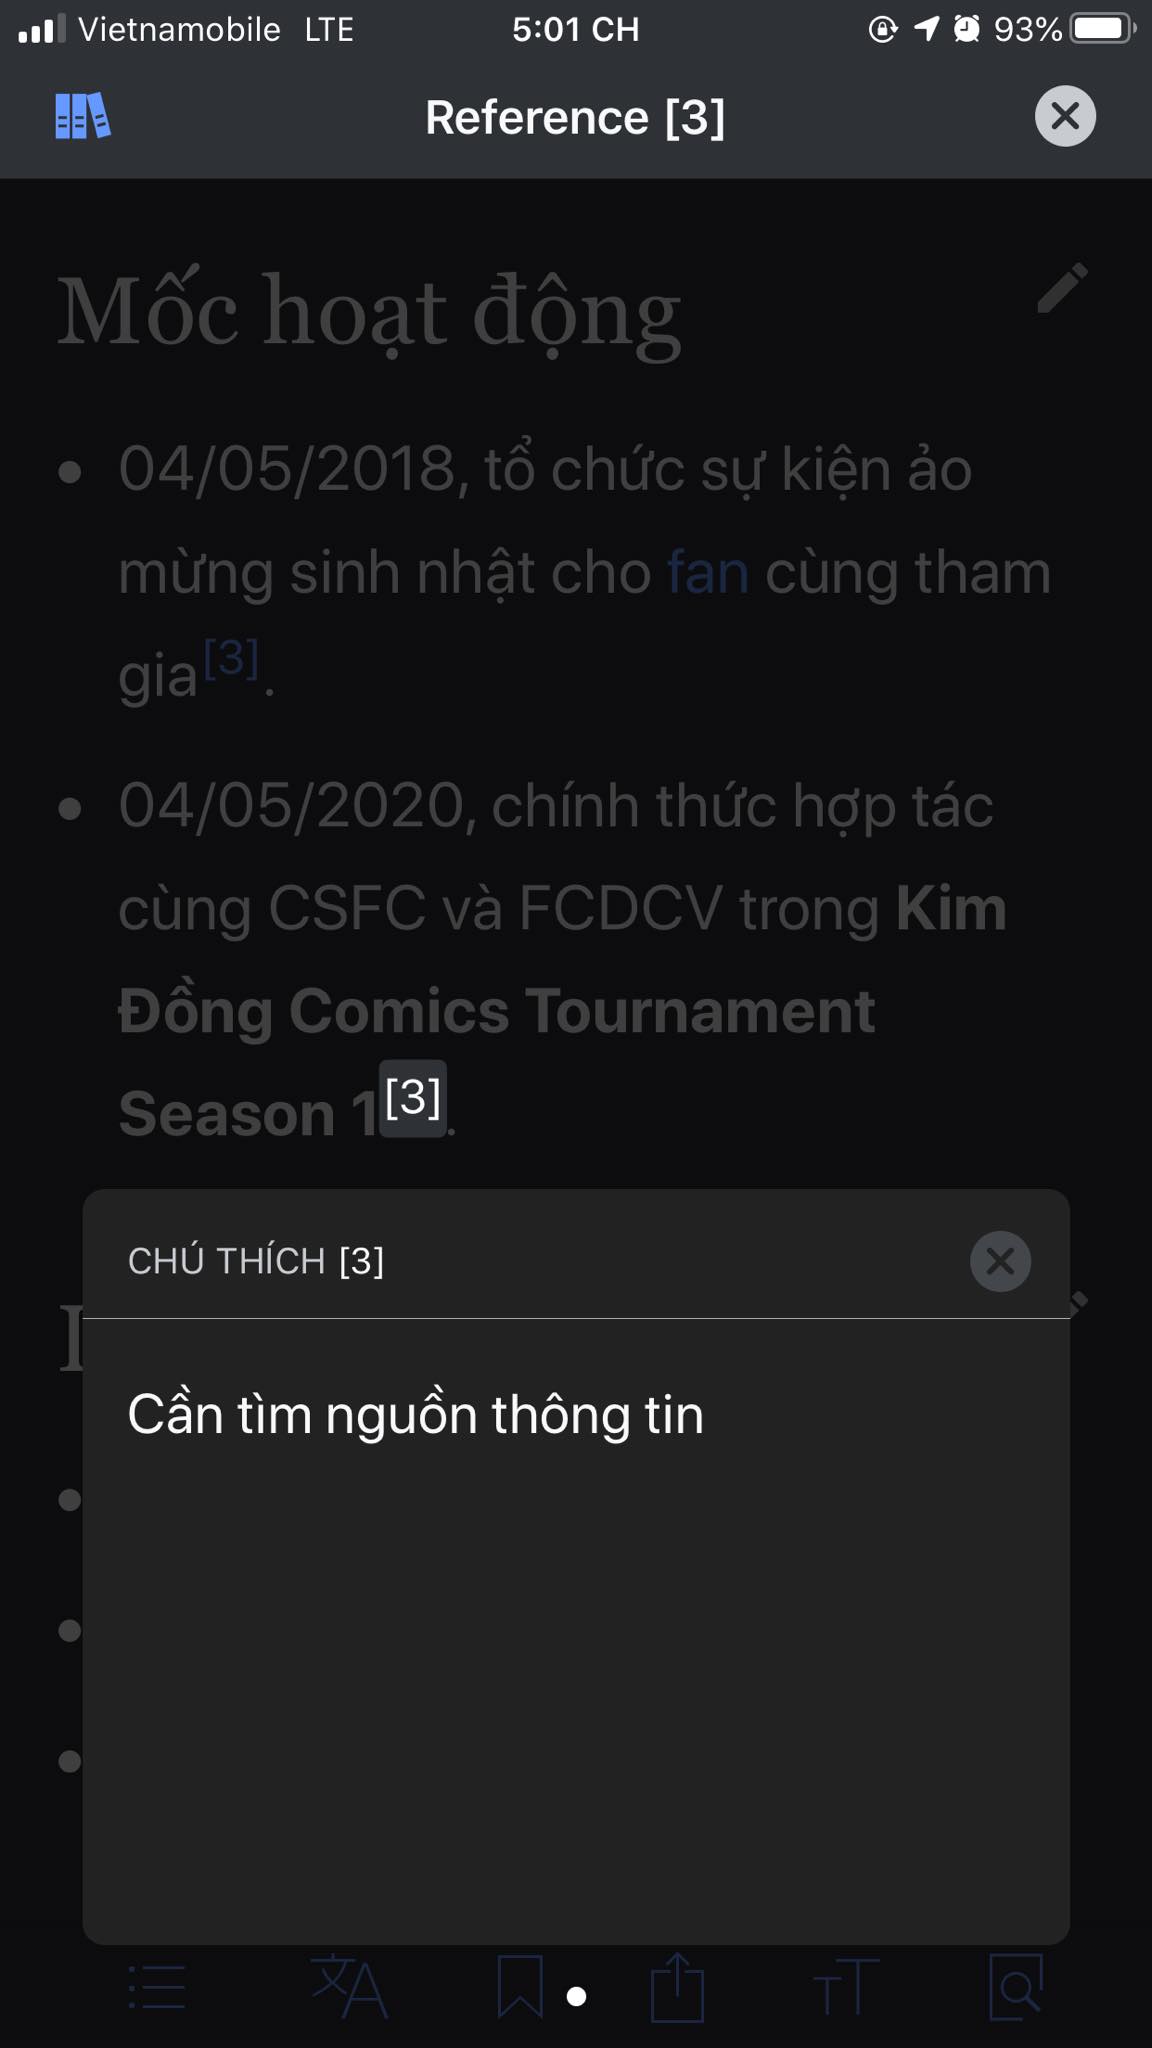 Vietnamobile LTE 5:01 CH 93%
Reference [3]
Mốc hoạt động
04/05/2018, tổ chức sự kiện ảo
mừng sinh nhật cho fan cùng tham
gia[3].
04/05/2020, chính thức hợp tác
cùng CSFC và FCDCV trong Kim
Đồng Comics Tournament
Season 1[3].
CHÚ THÍCH [3]
Cần tìm nguồn thông tin